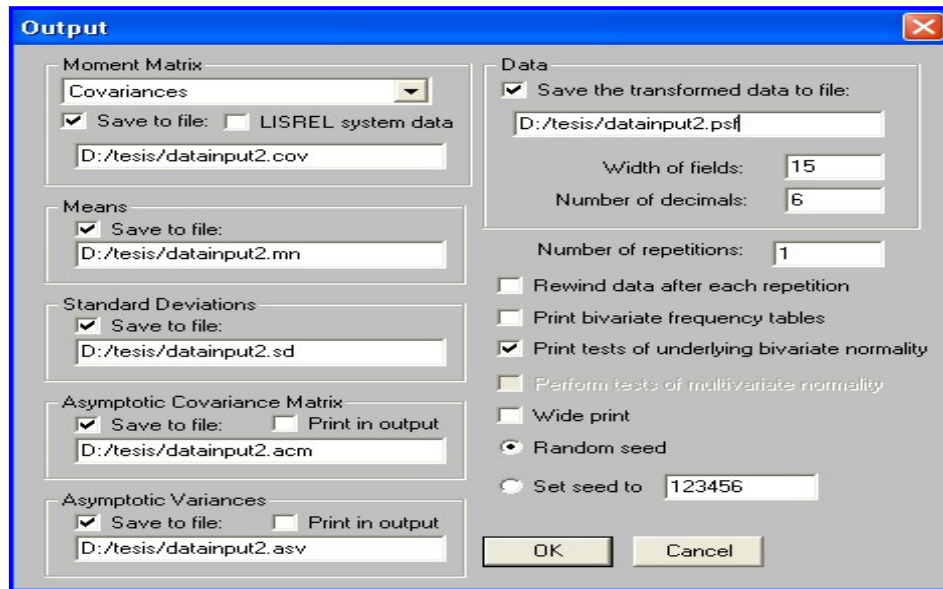 Output
Moment Matrix
Covariances
Save to file: LISREL system data
D:/tesis/datainput2.cov
Means
Save to file:
D:/tesis/datainput2.mn
Standard Deviations
Save to file:
D:/tesis/datainput2.sd
Asymptotic Covariance Matrix
Save to file: Print in output
D:/tesis/datainput2.acm
Asymptotic Variances
Save to file: Print in output
D:/tesis/datainput2.asv
Data
Save the transformed data to file:
D:/tesis/datainput2.psf
Width of fields: 15
Number of decimals: 6
Number of repetitions: 1
Rewind data after each repetition
Print bivariate frequency tables
Print tests of underlying bivariate normality
Perform tests of multivariate normality
Wide print
Random seed
Set seed to 123456
OK Cancel